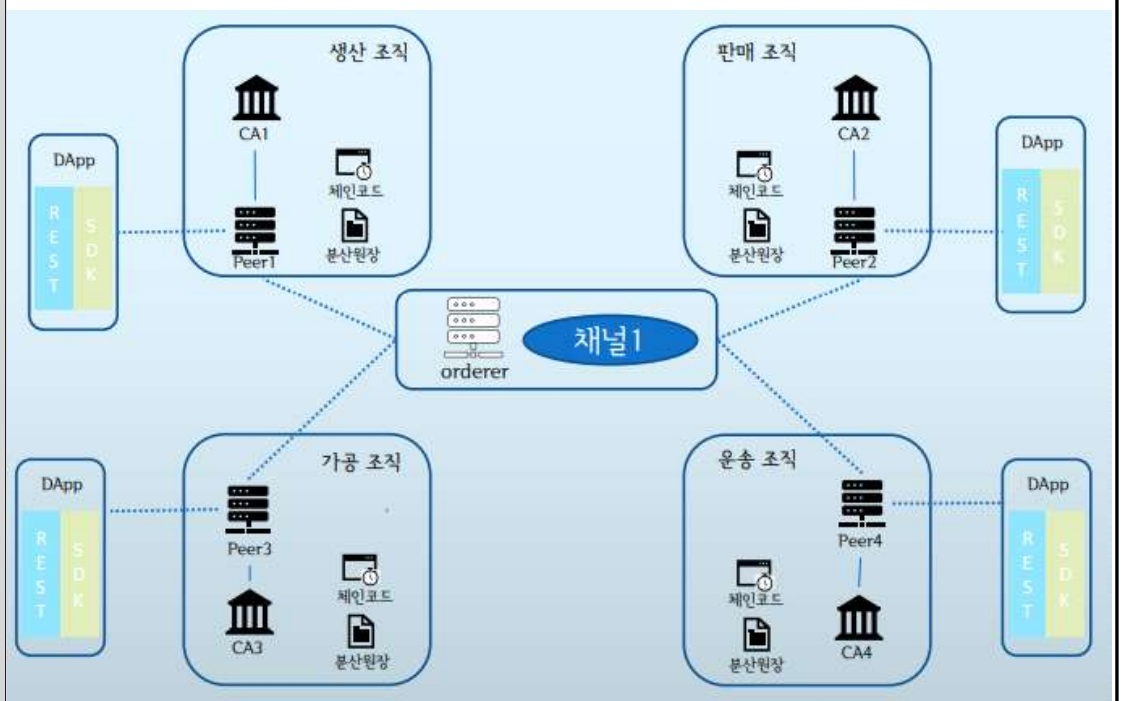 생산 조직
CA1
체인코드
Peer1
분산원장
DApp
REST
SDK
판매 조직
CA2
체인코드
분산원장
Peer2
DApp
REST
SDK
orderer
채널1
가공 조직
Peer3
체인코드
CA3
분산원장
DApp
REST
SDK
운송 조직
Peer4
체인코드
CA4
분산원장
DApp
REST
SDK